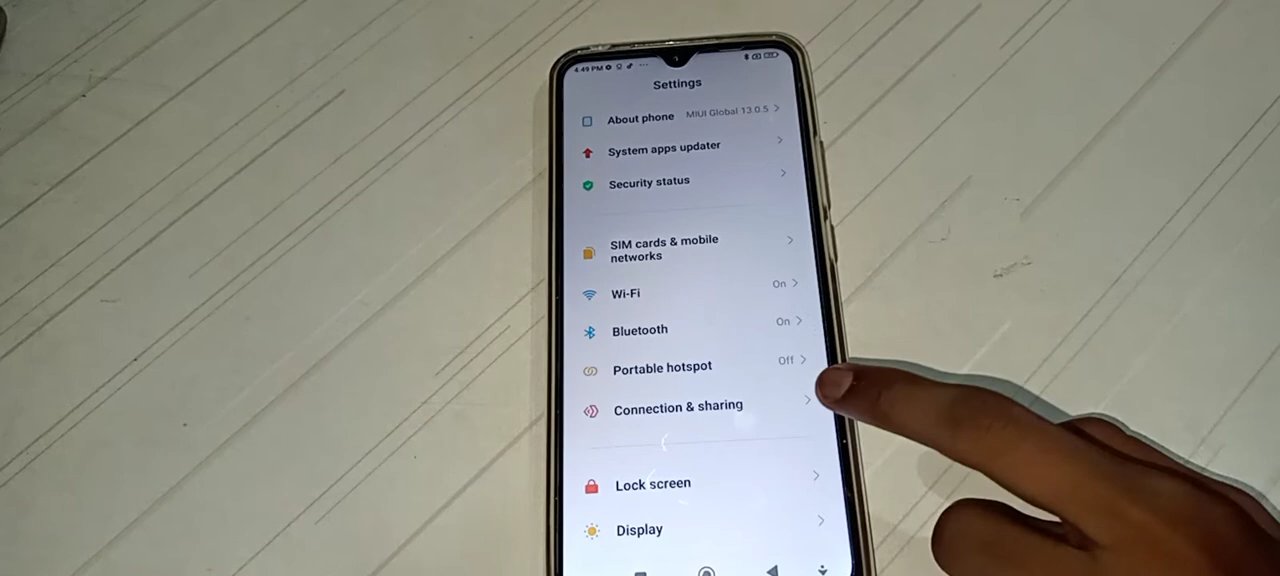 4:49 PM
Settings
About phone MIUI Global 13.0.5
System apps updater
Security status
SIM cards & mobile
networks
Wi-Fi On
Bluetooth On
Portable hotspot Off
Connection & sharing
Lock screen
Display